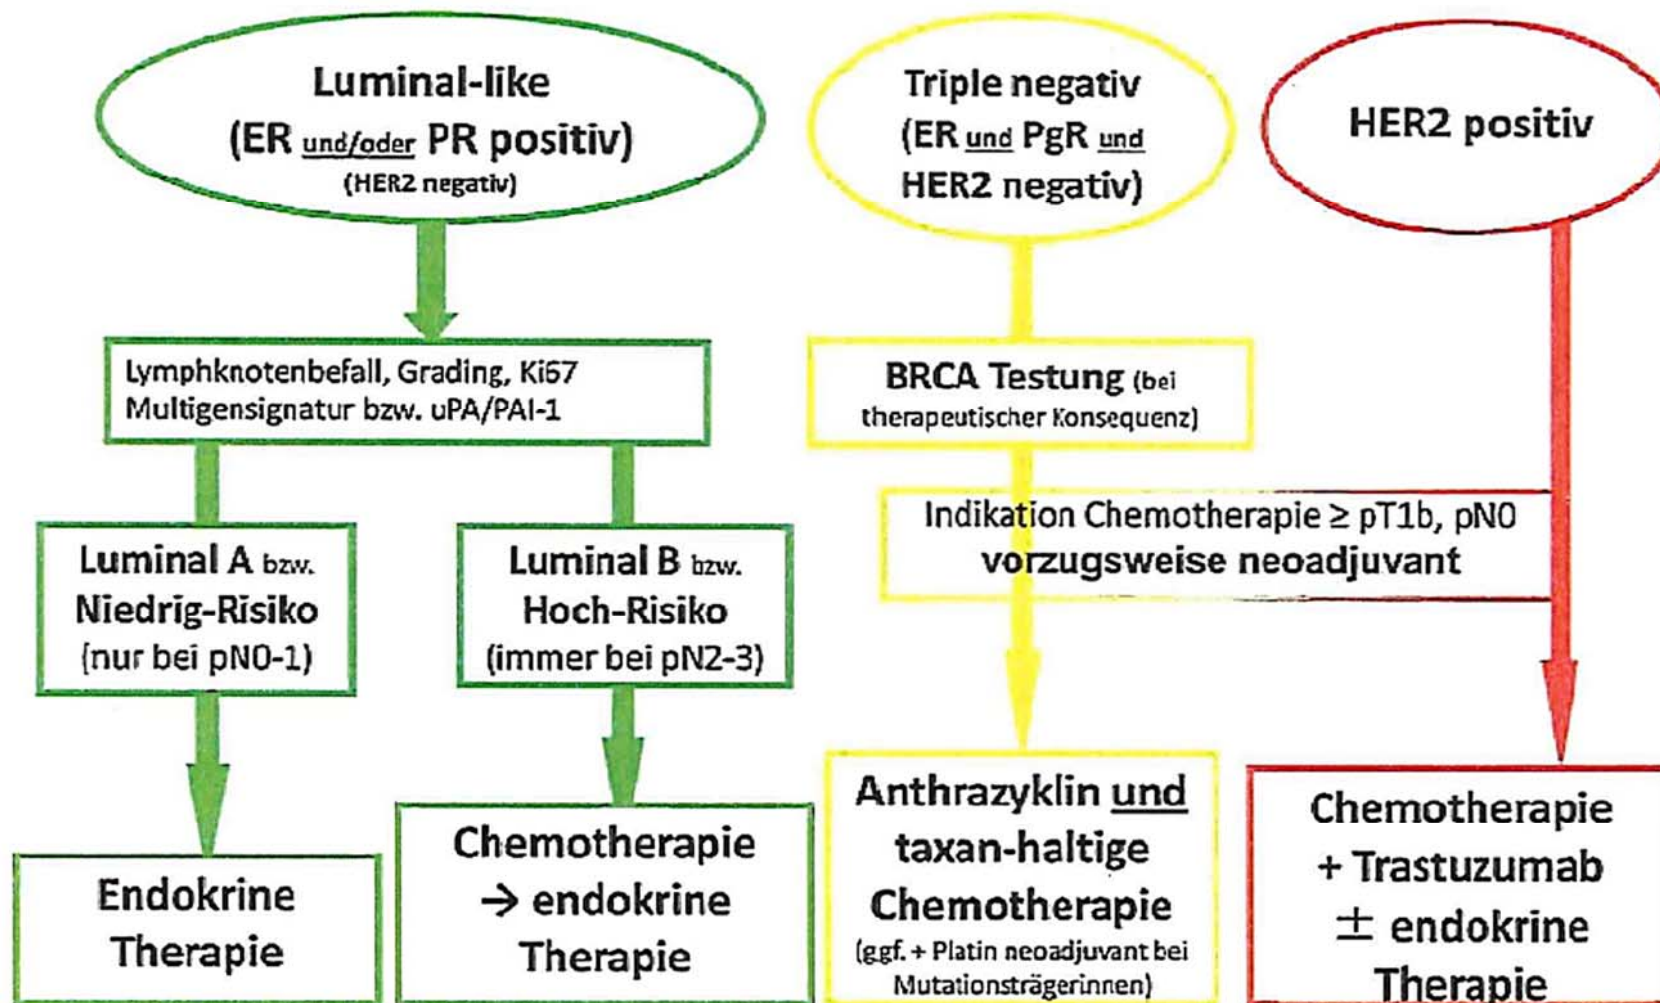 Luminal-like
(ER und/oder PR positiv)
(HER2 negativ)
Triple negativ
(ER und PgR und
HER2 negativ)
HER2 positiv
Lymphknotenbefall, Grading, Ki67
Multigensignatur bzw. uPA/PAI-1
BRCA Testung (bei
therapeutischer Konsequenz)
Indikation Chemotherapie ≥ pT1b, pN0
vorzugsweise neoadjuvant
Luminal A bzw.
Niedrig-Risiko
(nur bei pN0-1)
Luminal B bzw.
Hoch-Risiko
(immer bei pN2-3)
Endokrine
Therapie
Chemotherapie
→ endokrine
Therapie
Anthrazyklin und
taxan-haltige
Chemotherapie
(ggf. + Platin neoadjuvant bei
Mutationsträgerinnen)
Chemotherapie
+ Trastuzumab
± endokrine
Therapie